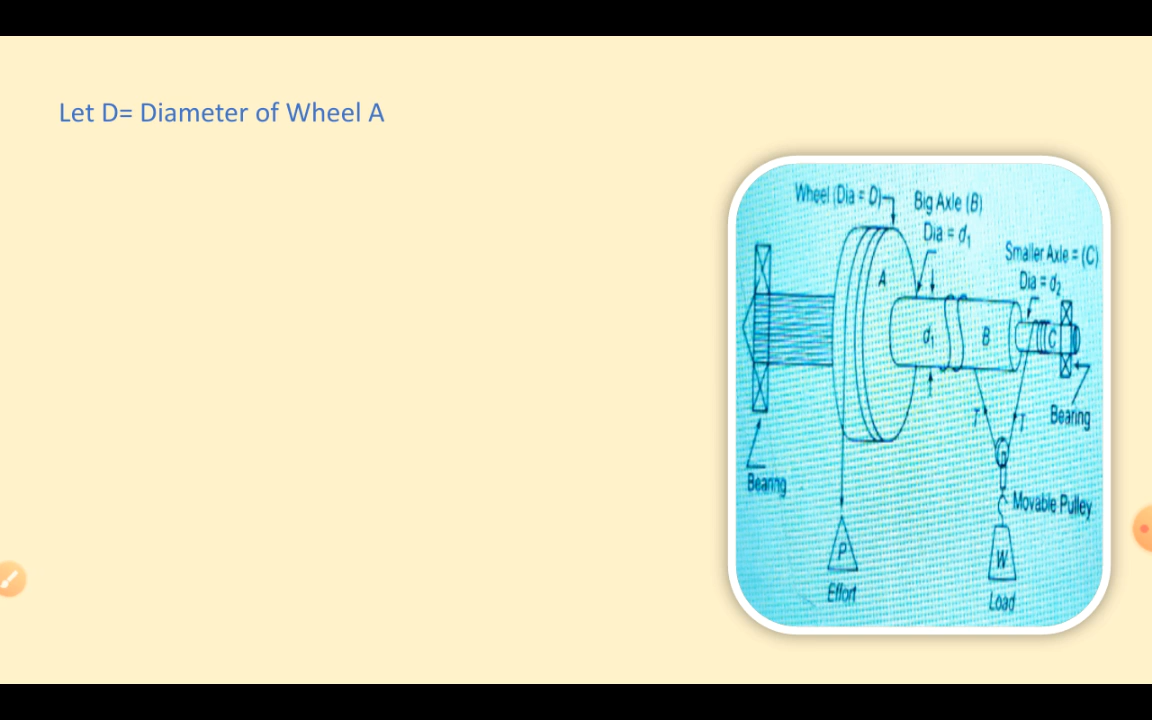 Let D= Diameter of Wheel A
Wheel (Dia = D)
Big Axle (B)
Dia = d₁
Smaller Axle = (C)
Dia = d₂
A
d₁
B
C
T
T
Bearing
Bearing
Movable Pulley
P
W
Effort
Load